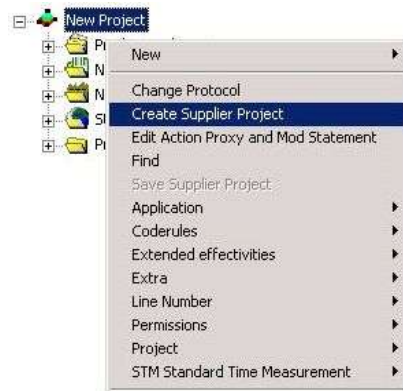 New Project
New
Change Protocol
Create Supplier Project
Edit Action Proxy and Mod Statement
Find
Save Supplier Project
Application
Coderules
Extended effectivities
Extra
Line Number
Permissions
Project
STM Standard Time Measurement